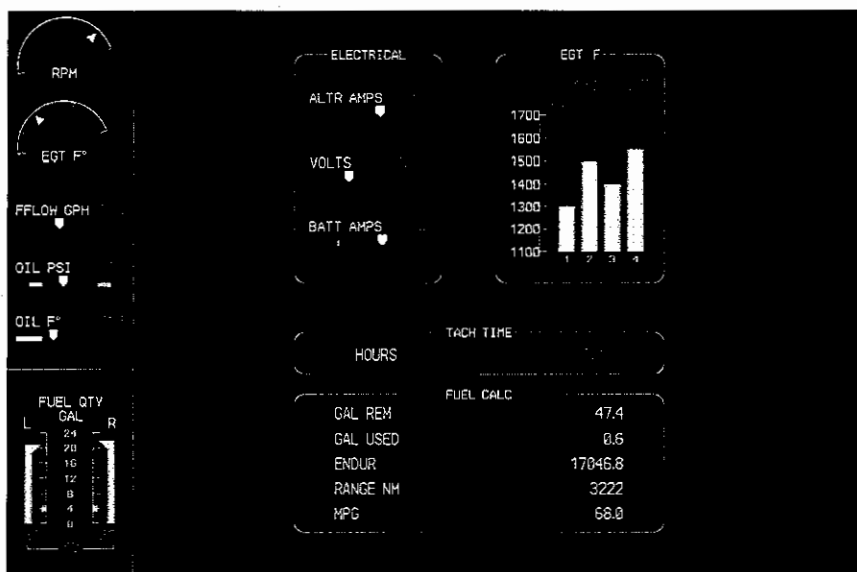 RPM
EGT F°
FFLOW GPH
OIL PSI
OIL F°
FUEL QTY
GAL
L R
24
20
16
12
8
4
0
ELECTRICAL
ALTR AMPS
VOLTS
BATT AMPS
EGT F
1700
1600
1500
1400
1300
1200
1100
1 2 3 4
TACH TIME
HOURS
FUEL CALC
GAL REM 47.4
GAL USED 0.6
ENDUR 17046.8
RANGE NM 3222
MPG 68.0